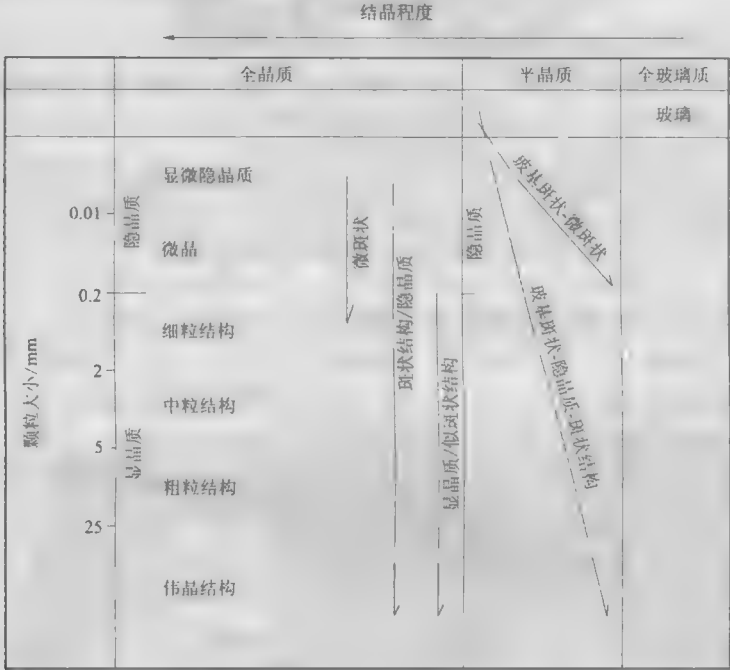 结晶程度
全晶质
半晶质
全玻璃质
玻璃
显微隐晶质
0.01
隐晶质
微晶
微斑状
隐晶质
玻基斑状-微斑状
0.2
细粒结构
斑状结构/隐晶质
玻基斑状-隐晶质-斑状结构
颗粒大小/mm
2
中粒结构
显晶质/似斑状结构
5
显晶质
粗粒结构
25
伟晶结构